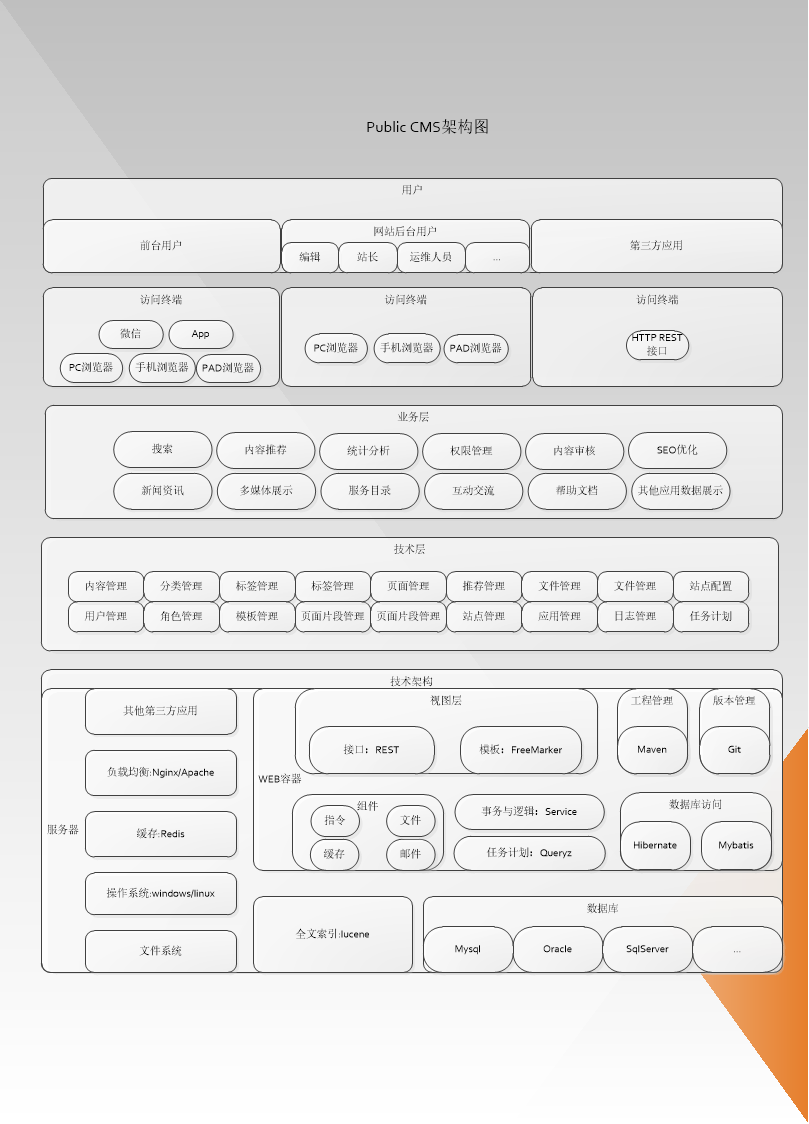 Public CMS架构图
用户
前台用户
网站后台用户
编辑
站长
运维人员
...
第三方应用
访问终端
微信
App
PC浏览器
手机浏览器
PAD浏览器
访问终端
PC浏览器
手机浏览器
PAD浏览器
访问终端
HTTP REST
接口
业务层
搜索
内容推荐
统计分析
权限管理
内容审核
SEO优化
新闻资讯
多媒体展示
服务目录
互动交流
帮助文档
其他应用数据展示
技术层
内容管理
分类管理
标签管理
标签管理
页面管理
推荐管理
文件管理
文件管理
站点配置
用户管理
角色管理
模板管理
页面片段管理
页面片段管理
站点管理
应用管理
日志管理
任务计划
技术架构
服务器
其他第三方应用
负载均衡:Nginx/Apache
缓存:Redis
操作系统:windows/linux
文件系统
WEB容器
视图层
接口：REST
模板：FreeMarker
工程管理
Maven
版本管理
Git
组件
指令
文件
缓存
邮件
事务与逻辑：Service
任务计划：Queryz
数据库访问
Hibernate
Mybatis
全文索引:lucene
数据库
Mysql
Oracle
SqlServer
...